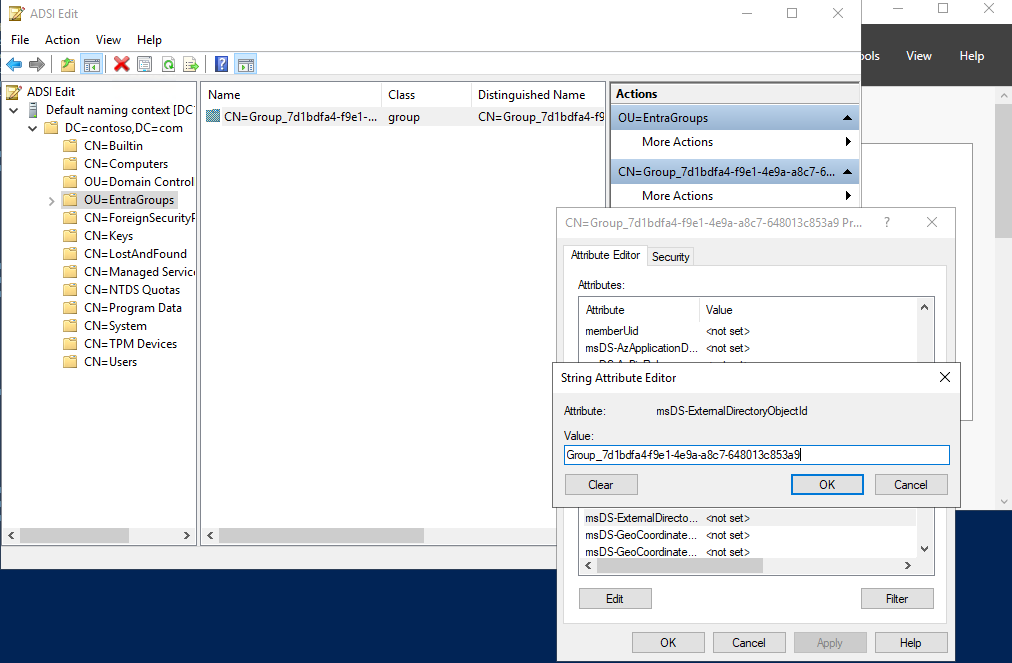 ADSI Edit
File Action View Help
ools View Help
ADSI Edit
Default naming context [DC
DC=contoso,DC=com
CN=Builtin
CN=Computers
OU=Domain Control
OU=EntraGroups
CN=ForeignSecurityP
CN=Keys
CN=LostAndFound
CN=Managed Service
CN=NTDS Quotas
CN=Program Data
CN=System
CN=TPM Devices
CN=Users
Name Class Distinguished Name
CN=Group_7d1bdfa4-f9e1-... group CN=Group_7d1bdfa4-f9
Actions
OU=EntraGroups
More Actions
CN=Group_7d1bdfa4-f9e1-4e9a-a8c7-6...
More Actions
CN=Group_7d1bdfa4-f9e1-4e9a-a8c7-648013c853a9 Pr... ?
Attribute Editor Security
Attributes:
Attribute Value
memberUid <not set>
msDS-AzApplicationD... <not set>
String Attribute Editor
Attribute: msDS-ExternalDirectoryObjectId
Value:
Group_7d1bdfa4-f9e1-4e9a-a8c7-648013c853a9
Clear OK Cancel
msDS-ExternalDirecto... <not set>
msDS-GeoCoordinate... <not set>
msDS-GeoCoordinate... <not set>
Edit Filter
OK Cancel Apply Help